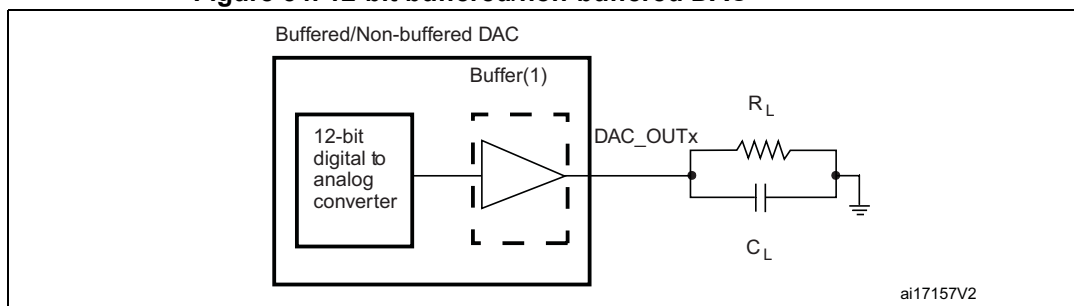 Buffered/Non-buffered DAC
Buffer(1)
12-bit
digital to
analog
converter
DAC_OUTx
R L
C L
ai17157V2